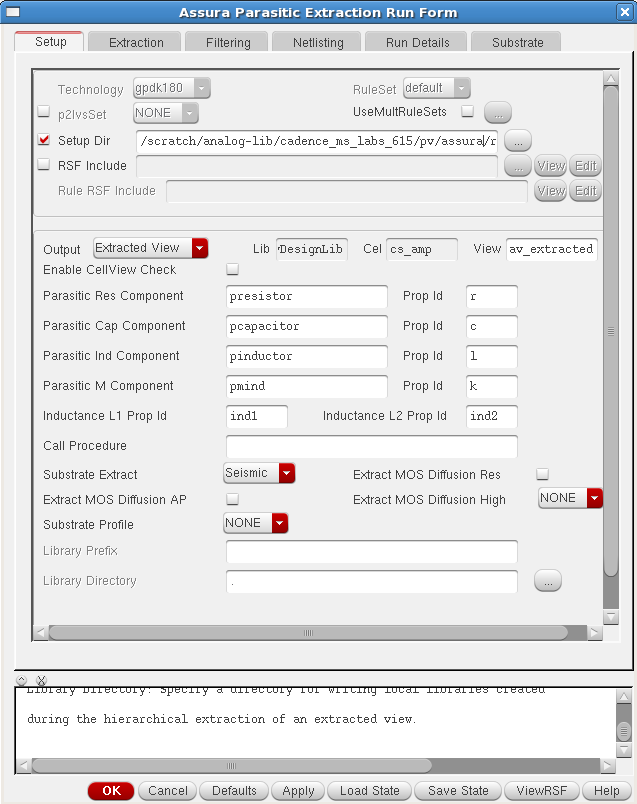 Assura Parasitic Extraction Run Form
Setup Extraction Filtering Netlisting Run Details Substrate
Technology gpdk180 RuleSet default
p2lvsSet NONE UseMultRuleSets ...
Setup Dir /scratch/analog-lib/cadence_ms_labs_615/pv/assura/r ...
RSF Include ... View Edit
Rule RSF Include View Edit
Output Extracted View Lib DesignLib Cel cs_amp View av_extracted
Enable CellView Check
Parasitic Res Component presistor Prop Id r
Parasitic Cap Component pcapacitor Prop Id c
Parasitic Ind Component pinductor Prop Id l
Parasitic M Component pmind Prop Id k
Inductance L1 Prop Id ind1 Inductance L2 Prop Id ind2
Call Procedure
Substrate Extract Seismic Extract MOS Diffusion Res
Extract MOS Diffusion AP Extract MOS Diffusion High NONE
Substrate Profile NONE
Library Prefix
Library Directory . ...
Library Directory: Specify a directory for writing local libraries created
during the hierarchical extraction of an extracted view.
OK Cancel Defaults Apply Load State Save State ViewRSF Help